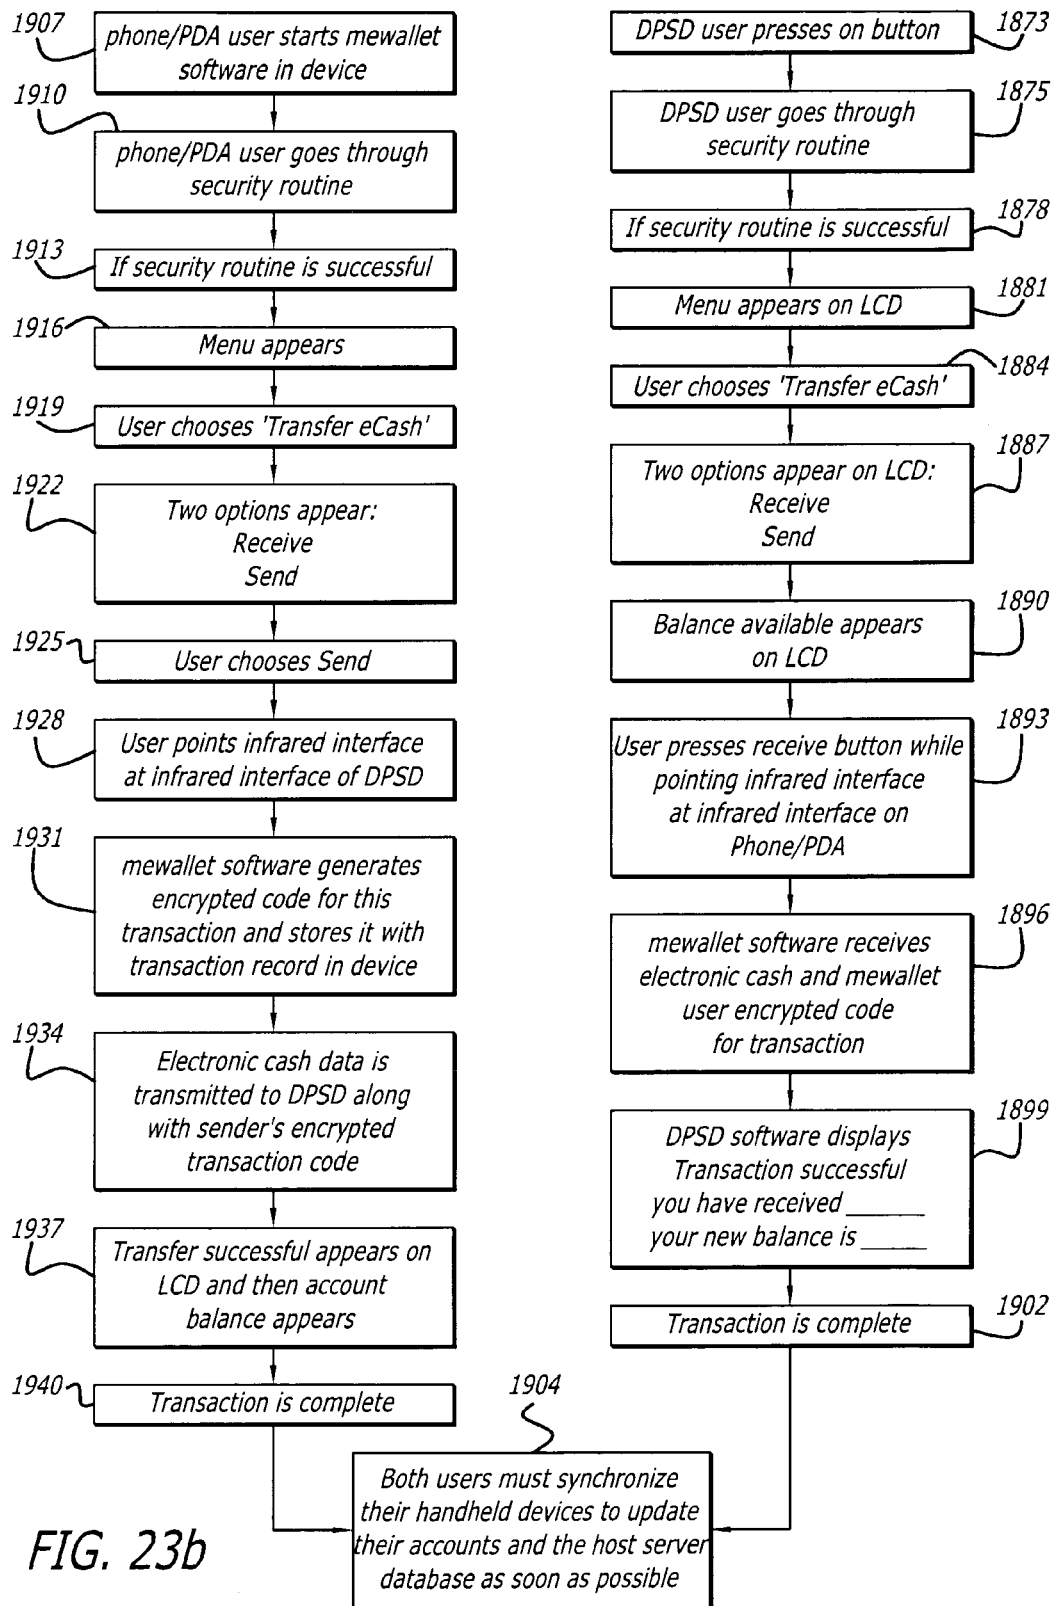 1907
phone/PDA user starts mewallet
software in device
1910
phone/PDA user goes through
security routine
1913
If security routine is successful
1916
Menu appears
1919
User chooses 'Transfer eCash'
1922
Two options appear:
Receive
Send
1925
User chooses Send
1928
User points infrared interface
at infrared interface of DPSD
1931
mewallet software generates
encrypted code for this
transaction and stores it with
transaction record in device
1934
Electronic cash data is
transmitted to DPSD along
with sender's encrypted
transaction code
1937
Transfer successful appears on
LCD and then account
balance appears
1940
Transaction is complete
DPSD user presses on button
1873
DPSD user goes through
security routine
1875
If security routine is successful
1878
Menu appears on LCD
1881
User chooses 'Transfer eCash'
1884
Two options appear on LCD:
Receive
Send
1887
Balance available appears
on LCD
1890
User presses receive button while
pointing infrared interface
at infrared interface on
Phone/PDA
1893
mewallet software receives
electronic cash and mewallet
user encrypted code
for transaction
1896
DPSD software displays
Transaction successful
you have received ______
your new balance is _____
1899
Transaction is complete
1902
1904
Both users must synchronize
their handheld devices to update
their accounts and the host server
database as soon as possible
FIG. 23b